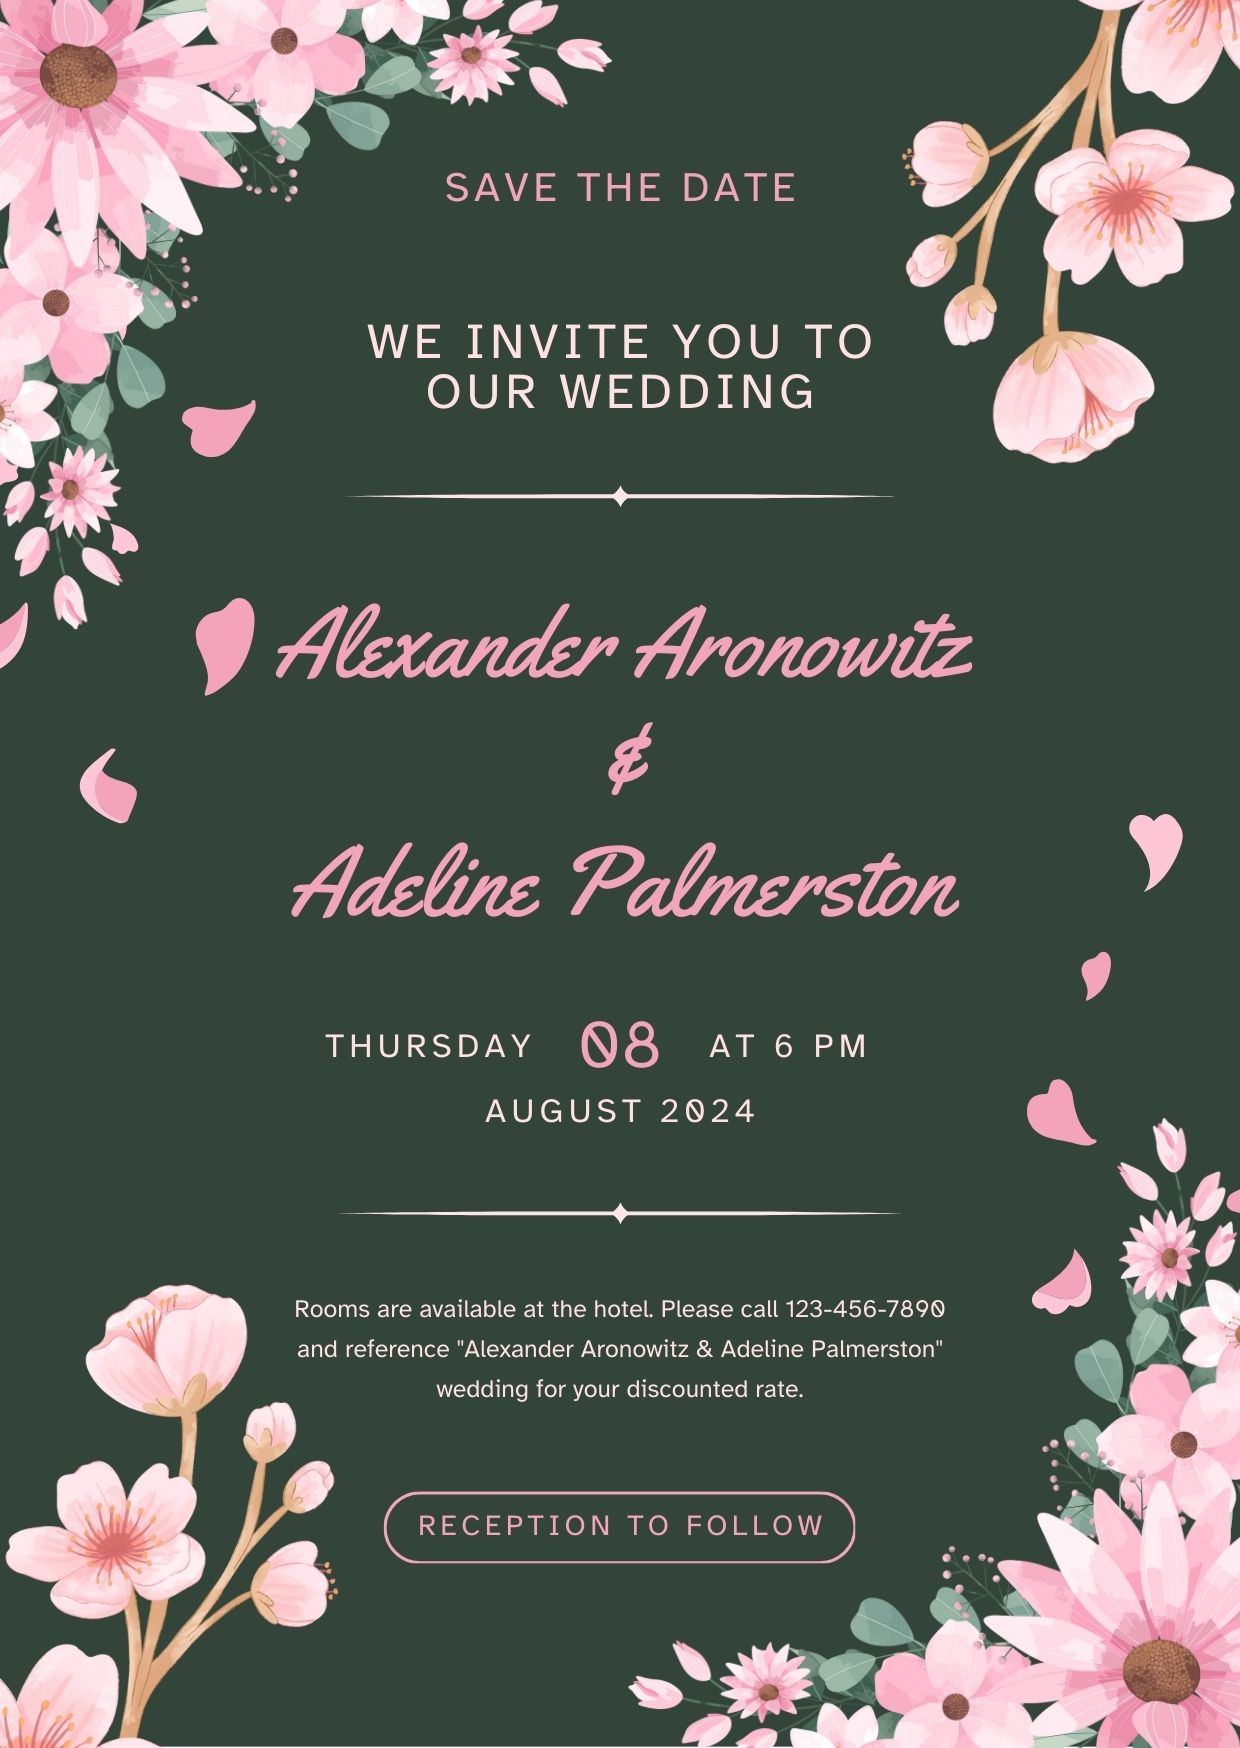 SAVE THE DATE
WE INVITE YOU TO
OUR WEDDING
Alexander Aronowitz
&
Adeline Palmerston
THURSDAY 08 AT 6 PM
AUGUST 2024
Rooms are available at the hotel. Please call 123-456-7890
and reference "Alexander Aronowitz & Adeline Palmerston"
wedding for your discounted rate.
RECEPTION TO FOLLOW